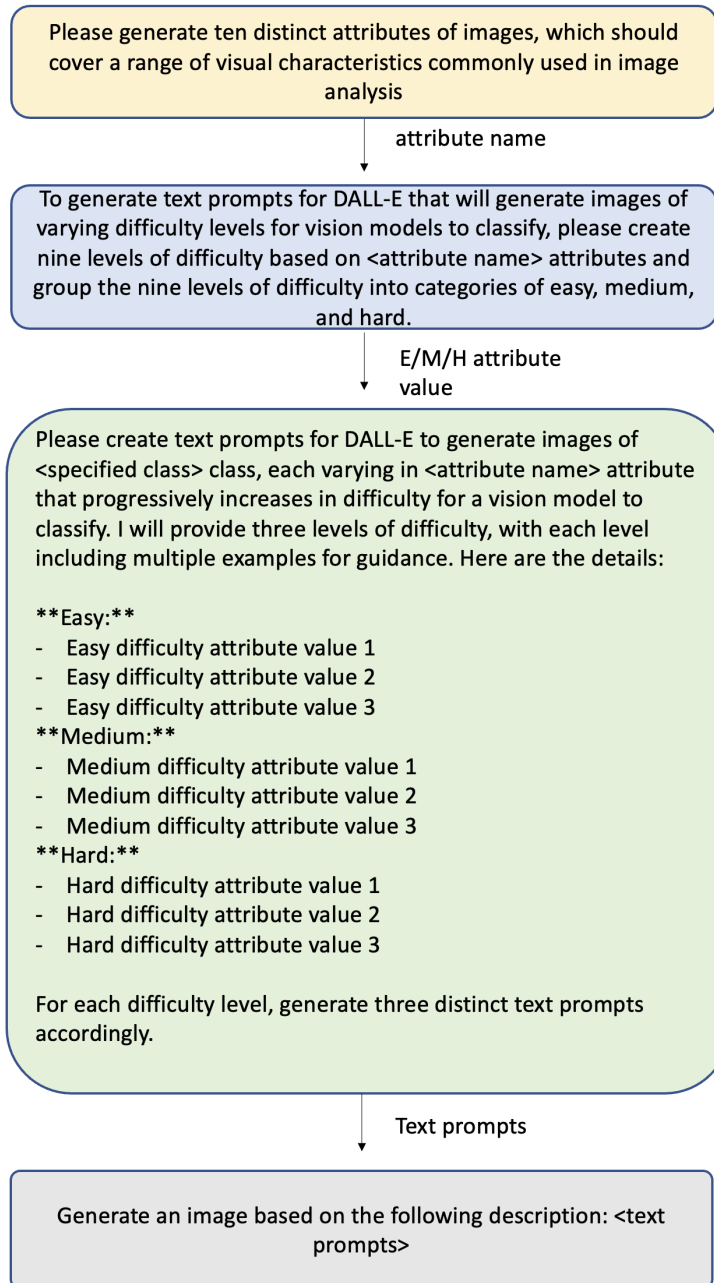 Please generate ten distinct attributes of images, which should
cover a range of visual characteristics commonly used in image
analysis
attribute name
To generate text prompts for DALL-E that will generate images of
varying difficulty levels for vision models to classify, please create
nine levels of difficulty based on <attribute name> attributes and
group the nine levels of difficulty into categories of easy, medium,
and hard.
E/M/H attribute
value
Please create text prompts for DALL-E to generate images of
<specified class> class, each varying in <attribute name> attribute
that progressively increases in difficulty for a vision model to
classify. I will provide three levels of difficulty, with each level
including multiple examples for guidance. Here are the details:
**Easy:**
- Easy difficulty attribute value 1
- Easy difficulty attribute value 2
- Easy difficulty attribute value 3
**Medium:**
- Medium difficulty attribute value 1
- Medium difficulty attribute value 2
- Medium difficulty attribute value 3
**Hard:**
- Hard difficulty attribute value 1
- Hard difficulty attribute value 2
- Hard difficulty attribute value 3
For each difficulty level, generate three distinct text prompts
accordingly.
Text prompts
Generate an image based on the following description: <text
prompts>